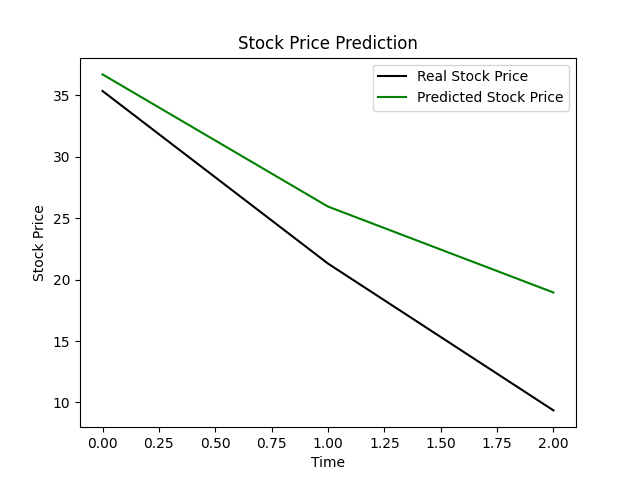 Stock Price Prediction
Real Stock Price
Predicted Stock Price
Stock Price
35
30
25
20
15
10
0.00 0.25 0.50 0.75 1.00 1.25 1.50 1.75 2.00
Time